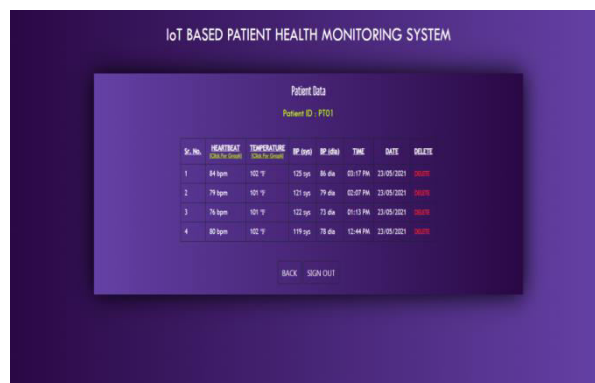 IoT BASED PATIENT HEALTH MONITORING SYSTEM
Patient Data
Patient ID : PT01
Sr. No. HEARTBEAT TEMPERATURE BP (sys) BP (dia) TIME DATE DELETE
(Click For Graph) (Click For Graph)
1 84 bpm 102 °F 125 sys 86 dia 03:17 PM 23/05/2021 DELETE
2 79 bpm 101 °F 121 sys 79 dia 02:07 PM 23/05/2021 DELETE
3 76 bpm 101 °F 122 sys 73 dia 01:13 PM 23/05/2021 DELETE
4 80 bpm 102 °F 119 sys 78 dia 12:44 PM 23/05/2021 DELETE
BACK SIGN OUT